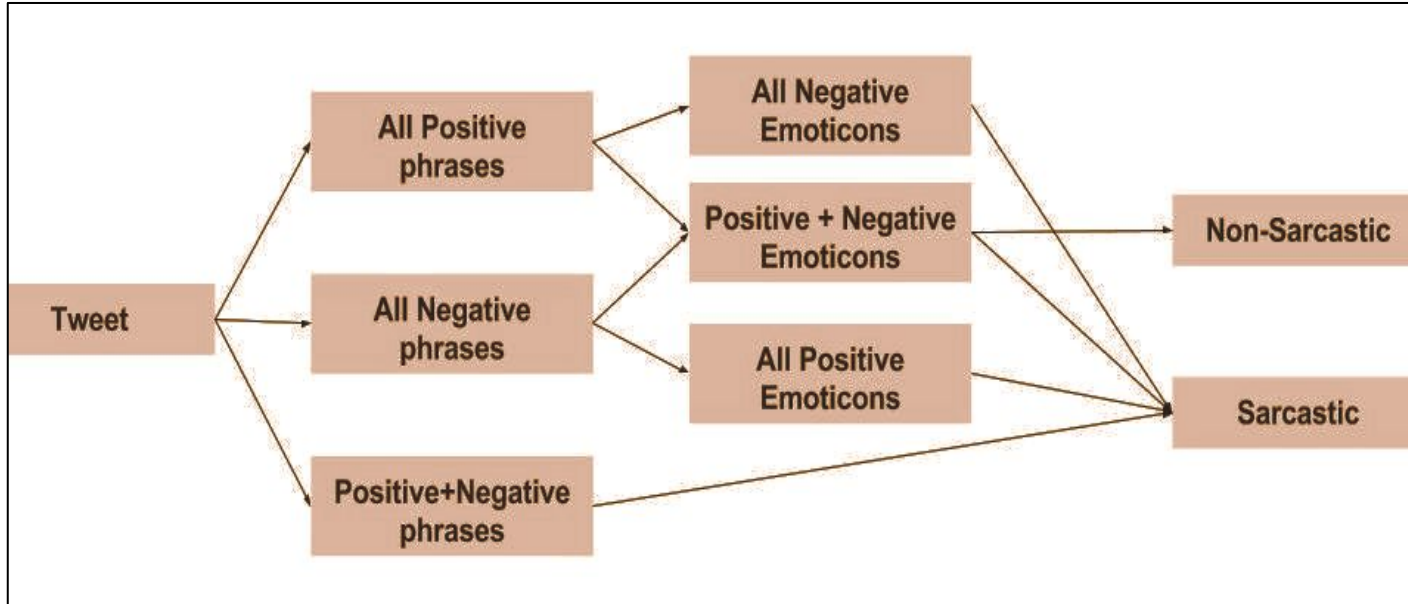 Tweet
All Positive
phrases
All Negative
phrases
Positive+Negative
phrases
All Negative
Emoticons
Positive + Negative
Emoticons
All Positive
Emoticons
Non-Sarcastic
Sarcastic